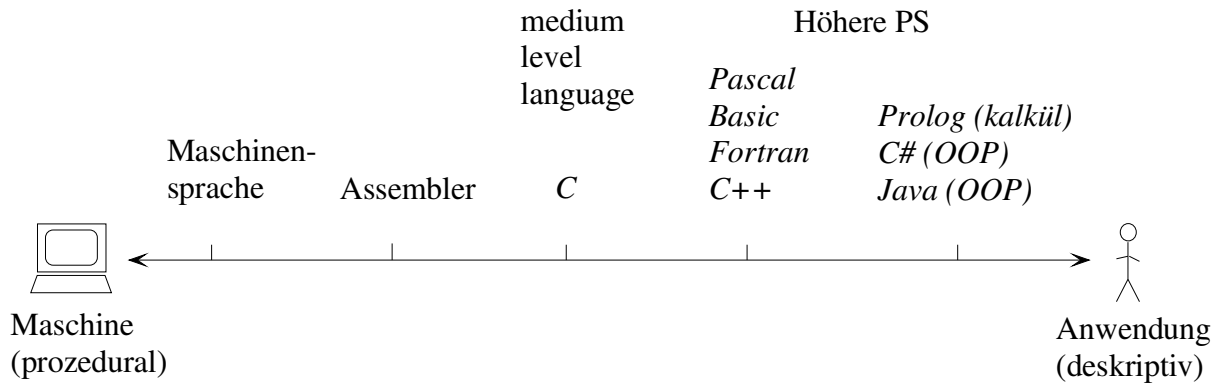 medium
level
language
Höhere PS
Pascal
Basic
Fortran
C++
Prolog (kalkül)
C# (OOP)
Java (OOP)
Maschinen-
sprache
Assembler
C
Maschine
(prozedural)
Anwendung
(deskriptiv)